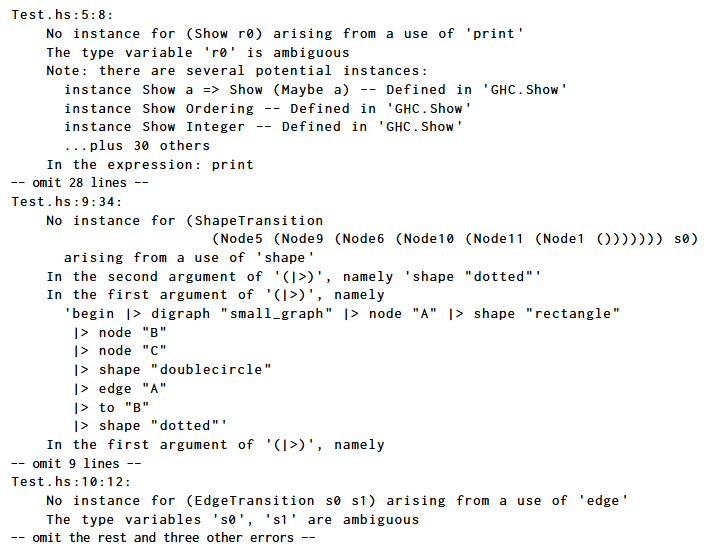 Test.hs:5:8:
    No instance for (Show r0) arising from a use of 'print'
    The type variable 'r0' is ambiguous
    Note: there are several potential instances:
      instance Show a => Show (Maybe a) -- Defined in 'GHC.Show'
      instance Show Ordering -- Defined in 'GHC.Show'
      instance Show Integer -- Defined in 'GHC.Show'
      ...plus 30 others
    In the expression: print
-- omit 28 lines --
Test.hs:9:34:
    No instance for (ShapeTransition
                       (Node5 (Node9 (Node6 (Node10 (Node11 (Node1 ())))))) s0)
      arising from a use of 'shape'
    In the second argument of '(|>)', namely 'shape "dotted"'
    In the first argument of '(|>)', namely
      'begin |> digraph "small_graph" |> node "A" |> shape "rectangle"
       |> node "B"
       |> node "C"
       |> shape "doublecircle"
       |> edge "A"
       |> to "B"
       |> shape "dotted"'
    In the first argument of '(|>)', namely
-- omit 9 lines --
Test.hs:10:12:
    No instance for (EdgeTransition s0 s1) arising from a use of 'edge'
    The type variables 's0', 's1' are ambiguous
-- omit the rest and three other errors --